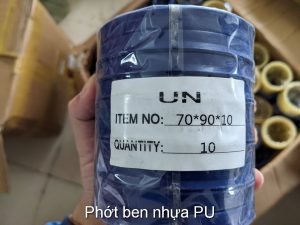 UN
ITEM NO: 70*90*10
QUANTITY: 10
Phớt ben nhựa PU